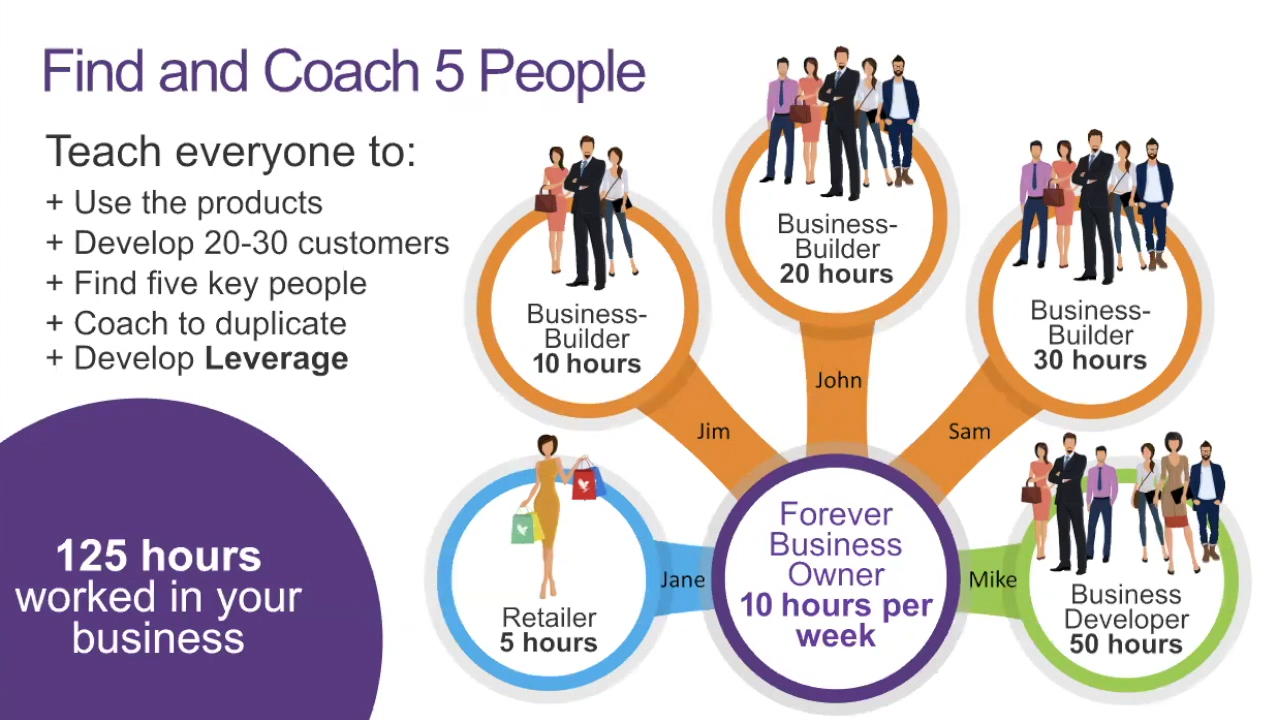 Find and Coach 5 People
Teach everyone to:
+ Use the products
+ Develop 20-30 customers
+ Find five key people
+ Coach to duplicate
+ Develop Leverage
125 hours
worked in your
business
Business-
Builder
10 hours
Business-
Builder
20 hours
Business-
Builder
30 hours
Jim
John
Sam
Retailer
5 hours
Jane
Forever
Business
Owner
10 hours per
week
Mike
Business
Developer
50 hours